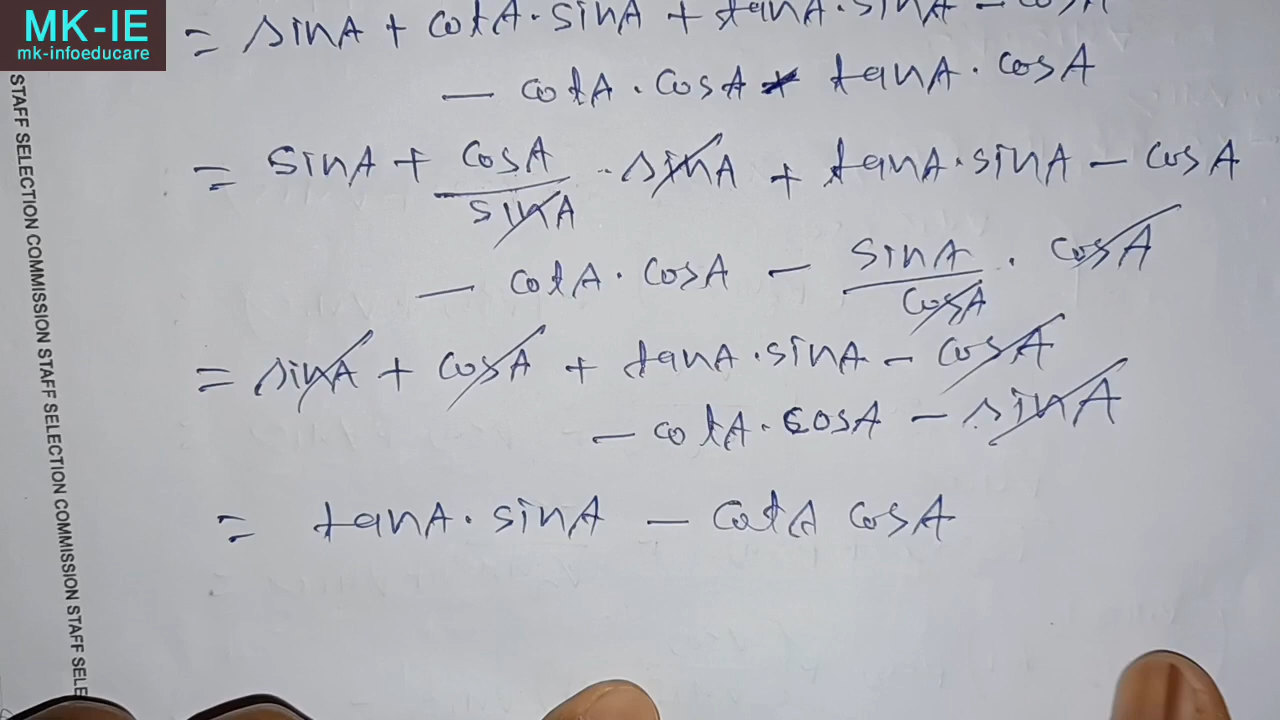 MK-IE
mk-infoeducare
= sinA + cotA · sinA + tanA · sinA - cosA
- cotA · cosA * tanA · cosA
= sinA + cosA/sinA · sinA + tanA · sinA - cosA
- cotA · cosA - sinA/cosA · cosA
= sinA + cosA + tanA · sinA - cosA
- cotA · cosA - sinA
= tanA · sinA - cotA cosA
STAFF SELECTION COMMISSION STAFF SELECTION COMMISSION STAFF SELE